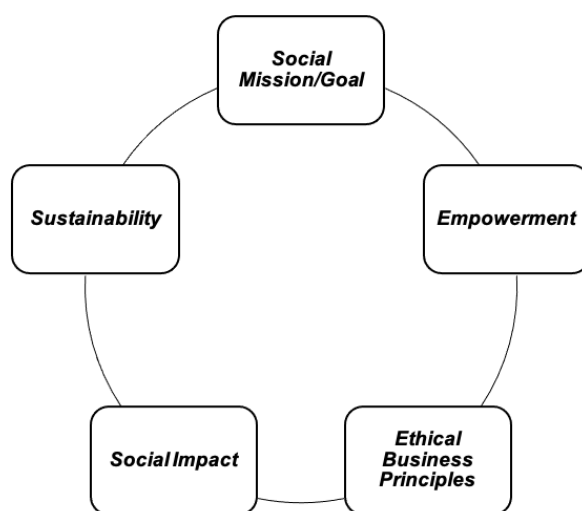 Social
Mission/Goal
Sustainability
Empowerment
Social Impact
Ethical
Business
Principles